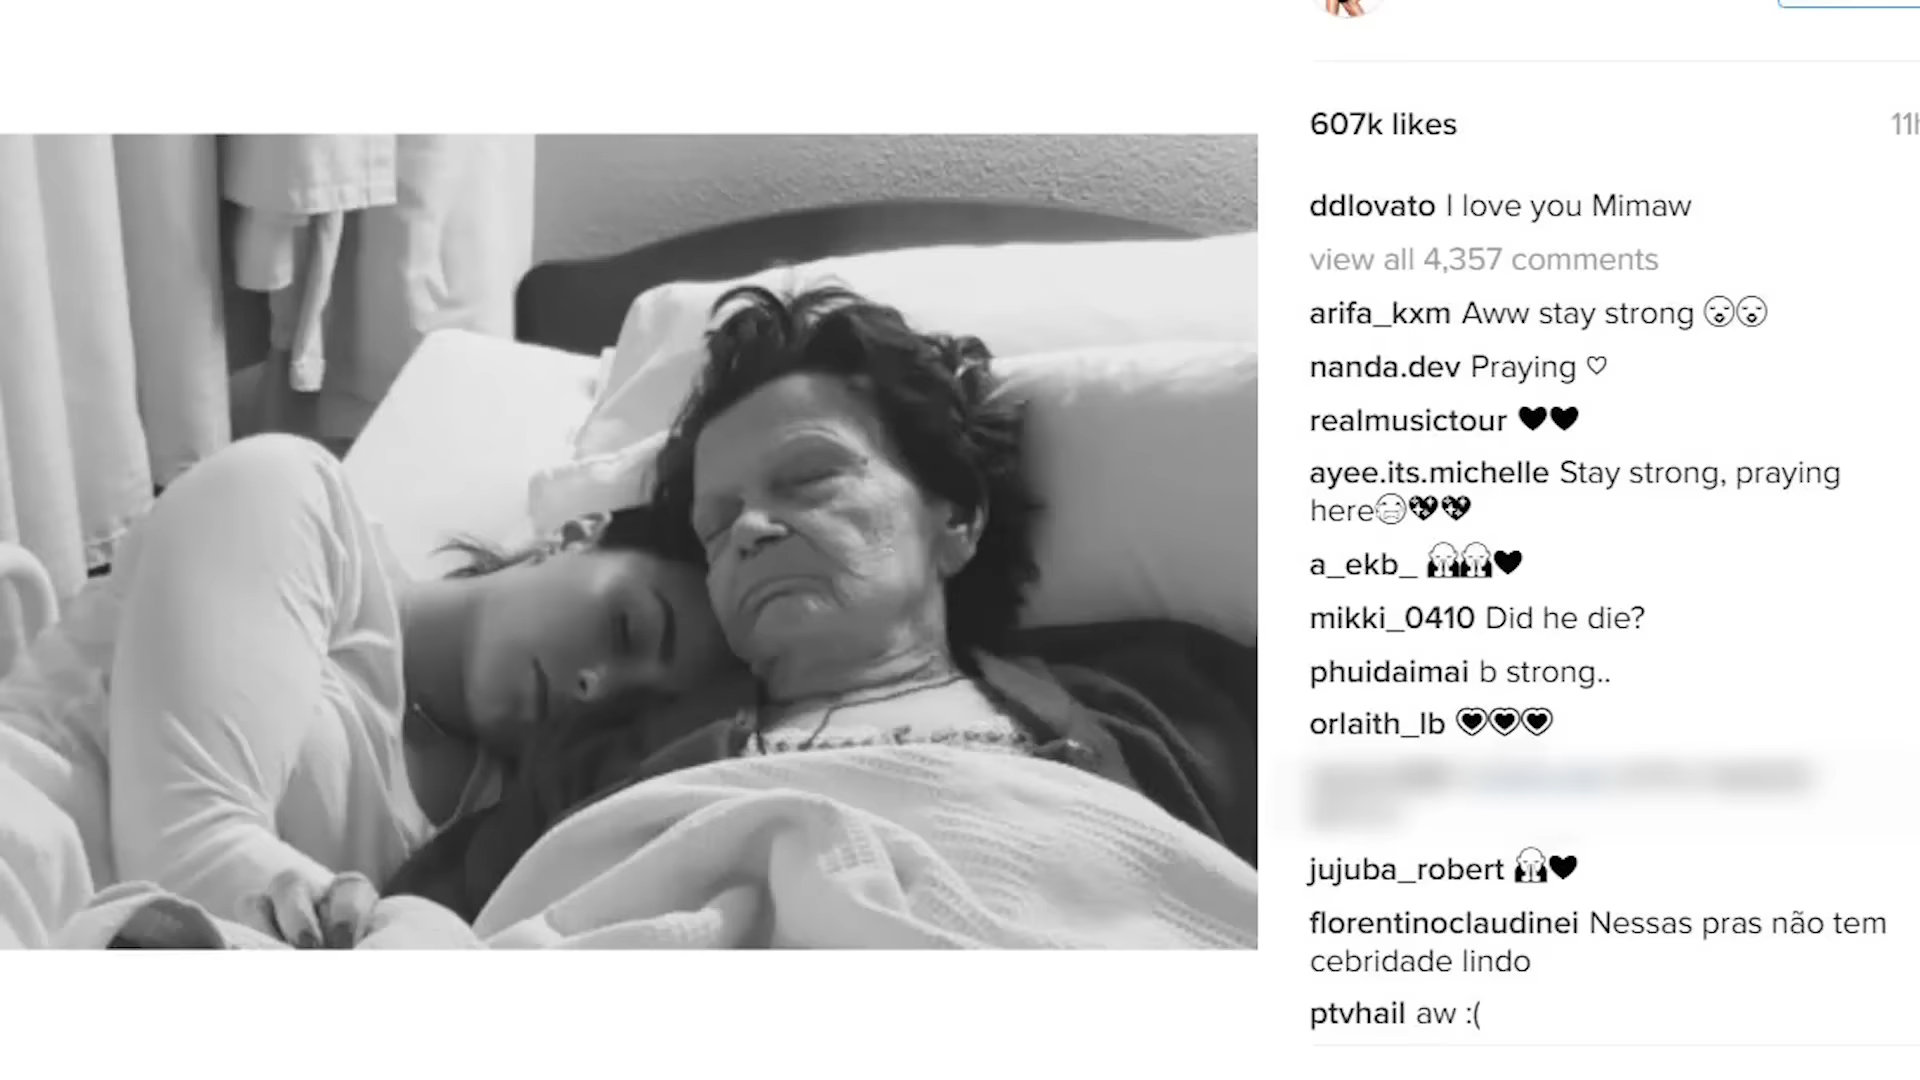 607k likes
11h
ddlovato I love you Mimaw
view all 4,357 comments
arifa_kxm Aww stay strong 😮😮
nanda.dev Praying ♡
realmusictour ♥♥
ayee.its.michelle Stay strong, praying
here😢💖💖
a_ekb_ 🙏🙏♥
mikki_0410 Did he die?
phuidaimai b strong..
orlaith_lb 💗💗💗
jujuba_robert 🙏♥
florentinoclaudinei Nessas pras não tem
cebridade lindo
ptvhail aw :(